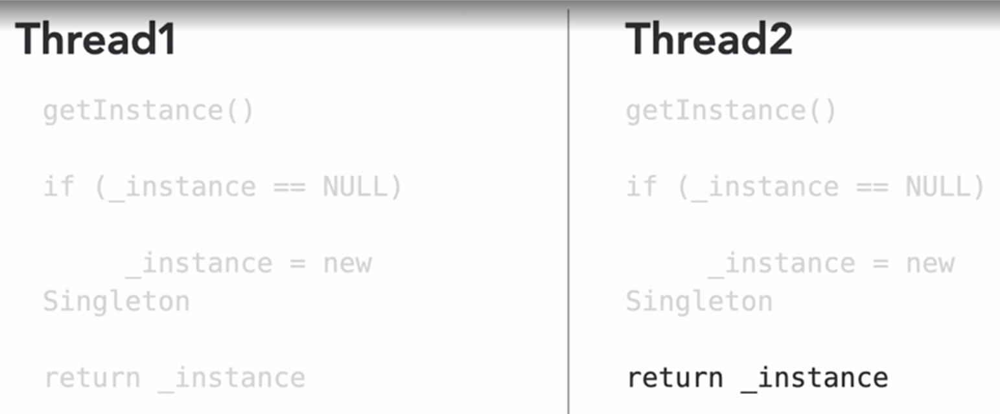 Thread1
getInstance()
if (_instance == NULL)
_instance = new
Singleton
return _instance
Thread2
getInstance()
if (_instance == NULL)
_instance = new
Singleton
return _instance